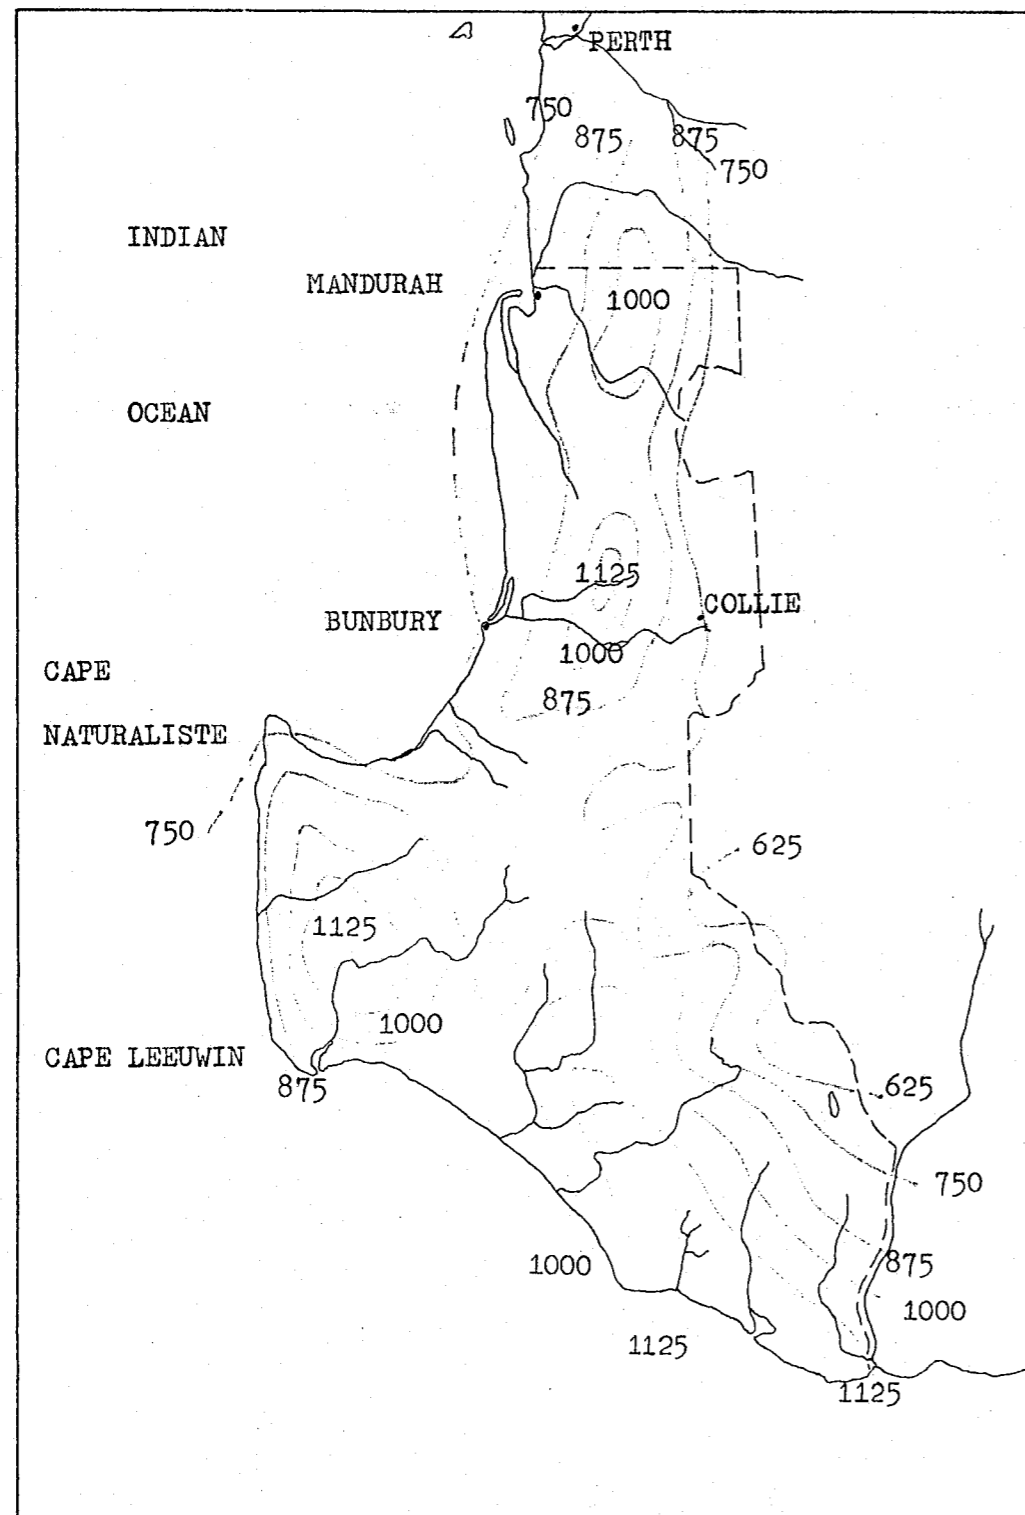 PERTH
750
875
875
750
INDIAN
MANDURAH
1000
OCEAN
1125
COLLIE
BUNBURY
1000
CAPE
875
NATURALISTE
750
625
1125
1000
CAPE LEEUWIN
875
625
750
1000
875
1000
1125
1125